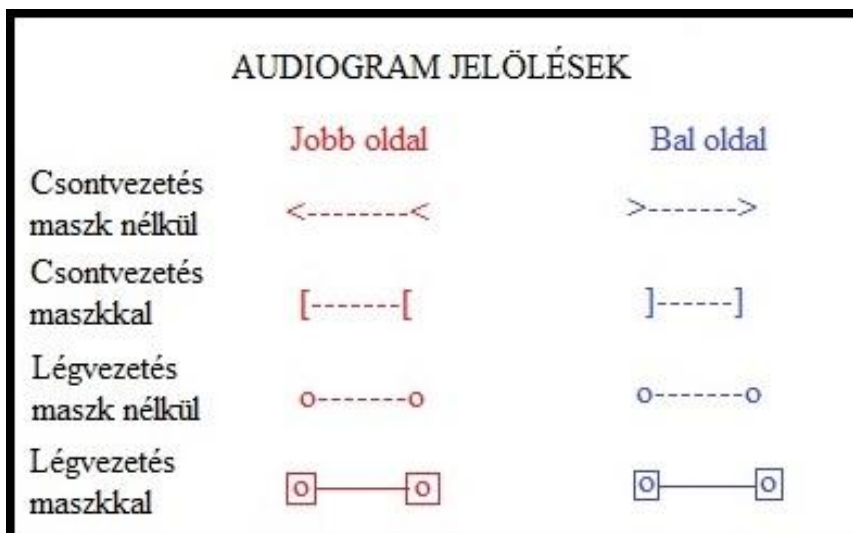 AUDIOGRAM JELÖLÉSEK
Jobb oldal Bal oldal
Csontvezetés
maszk nélkül <--------< >------->
Csontvezetés
maszkkal [-------[ ]------]
Légvezetés
maszk nélkül o-------o o-------o
Légvezetés
maszkkal o o o o